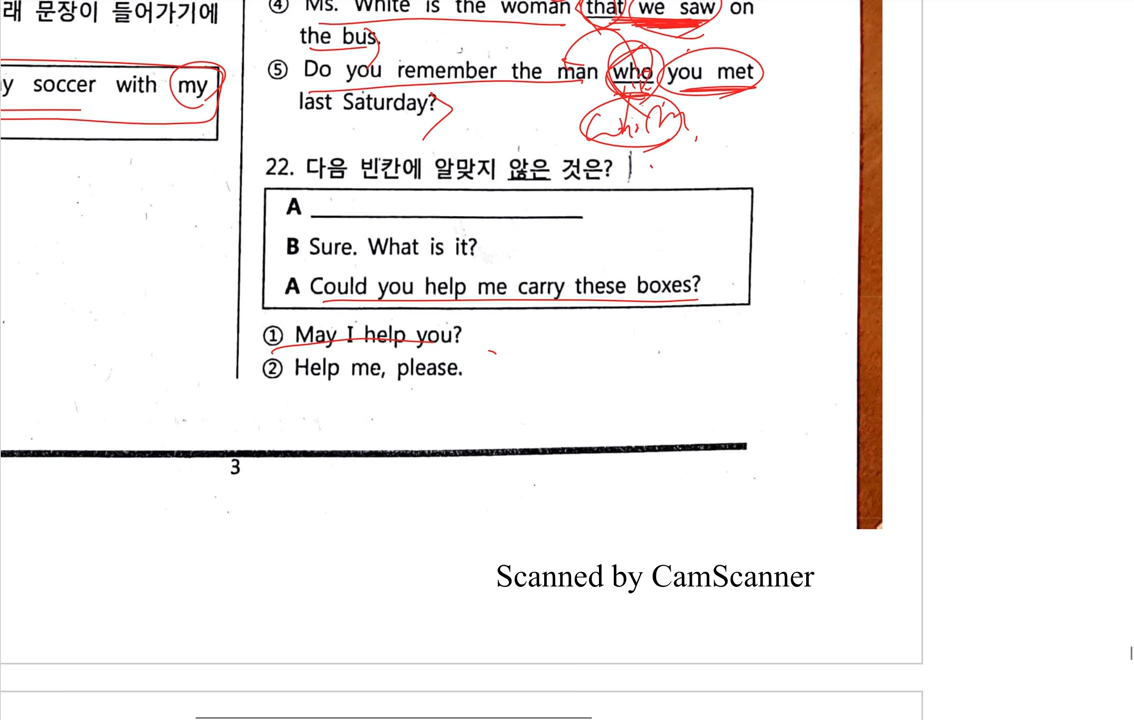 래 문장이 들어가기에
y soccer with my
④ Ms. White is the woman that we saw on
the bus.
⑤ Do you remember the man who you met
last Saturday?
whom
22. 다음 빈칸에 알맞지 않은 것은?
A
B Sure. What is it?
A Could you help me carry these boxes?
① May I help you?
② Help me, please.
3
Scanned by CamScanner